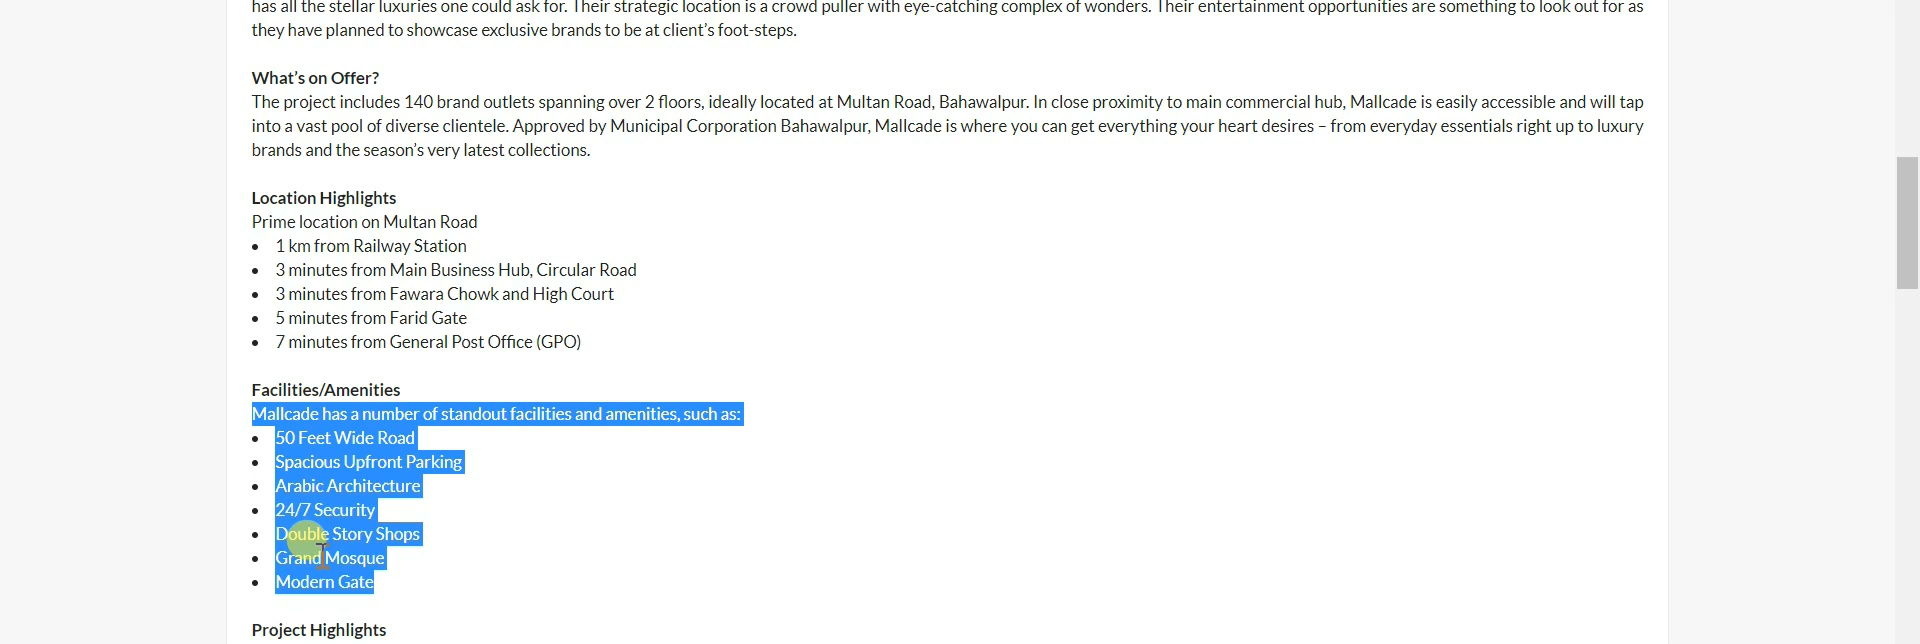 has all the stellar luxuries one could ask for. Their strategic location is a crowd puller with eye-catching complex of wonders. Their entertainment opportunities are something to look out for as
they have planned to showcase exclusive brands to be at client’s foot-steps.
What’s on Offer?
The project includes 140 brand outlets spanning over 2 floors, ideally located at Multan Road, Bahawalpur. In close proximity to main commercial hub, Mallcade is easily accessible and will tap
into a vast pool of diverse clientele. Approved by Municipal Corporation Bahawalpur, Mallcade is where you can get everything your heart desires – from everyday essentials right up to luxury
brands and the season’s very latest collections.
Location Highlights
Prime location on Multan Road
• 1 km from Railway Station
• 3 minutes from Main Business Hub, Circular Road
• 3 minutes from Fawara Chowk and High Court
• 5 minutes from Farid Gate
• 7 minutes from General Post Office (GPO)
Facilities/Amenities
Mallcade has a number of standout facilities and amenities, such as:
• 50 Feet Wide Road
• Spacious Upfront Parking
• Arabic Architecture
• 24/7 Security
• Double Story Shops
• Grand Mosque
• Modern Gate
Project Highlights